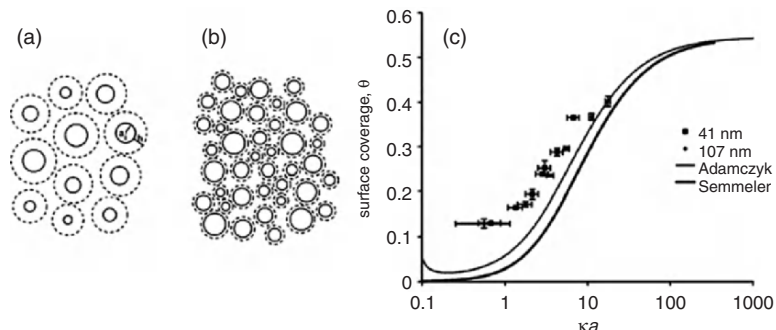 (a)
(b)
(c)
surface coverage, θ
0.6
0.5
0.4
0.3
0.2
0.1
0
0.1
1
10
100
1000
κa
41 nm
107 nm
Adamczyk
Semmeler